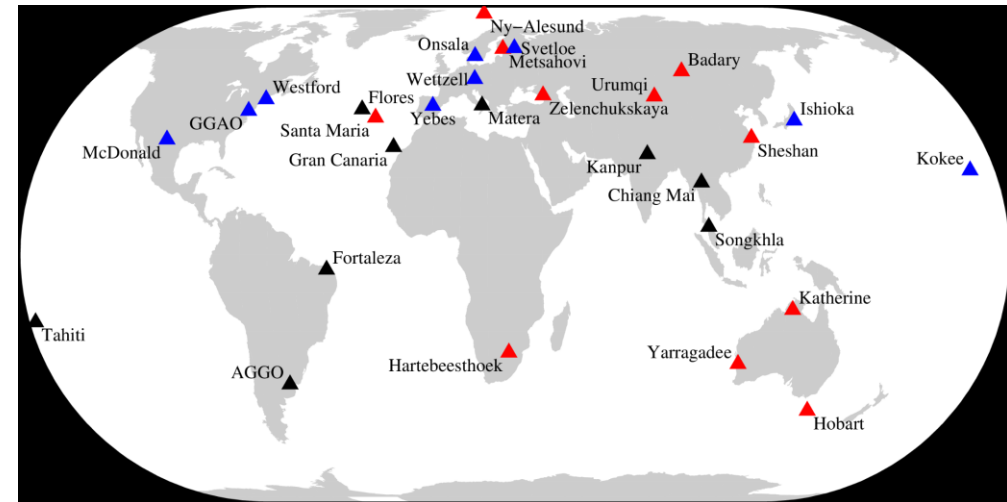 Ny-Alesund
Onsala
Svetloe
Metsahovi
Badary
Wettzell
Urumqi
Westford
Flores
Zelenchukskaya
Ishioka
GGAO
Santa Maria
Yebes
Matera
McDonald
Gran Canaria
Sheshan
Kanpur
Kokee
Chiang Mai
Songkhla
Fortaleza
Katherine
Tahiti
Yarragadee
Hartebeesthoek
AGGO
Hobart